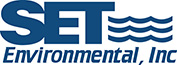 SET
Environmental, Inc